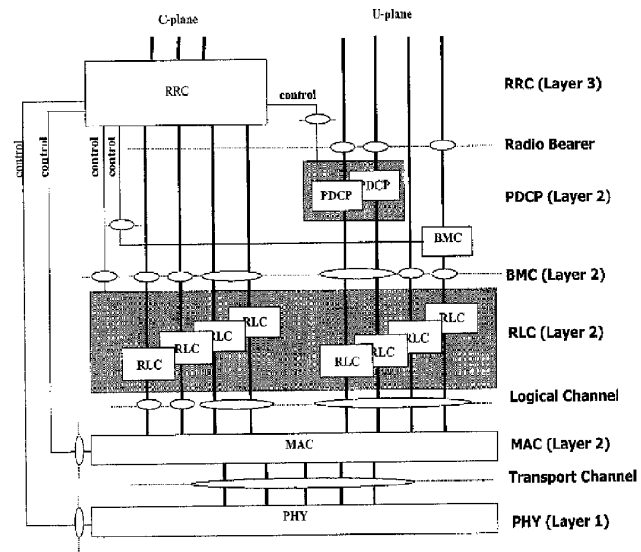 C-plane
U-plane
RRC
control
RRC (Layer 3)
control
control
control
control
Radio Bearer
PDCP
PDCP
PDCP (Layer 2)
BMC
BMC (Layer 2)
RLC
RLC
RLC
RLC
RLC
RLC
RLC
RLC
RLC (Layer 2)
Logical Channel
MAC
MAC (Layer 2)
Transport Channel
PHY
PHY (Layer 1)